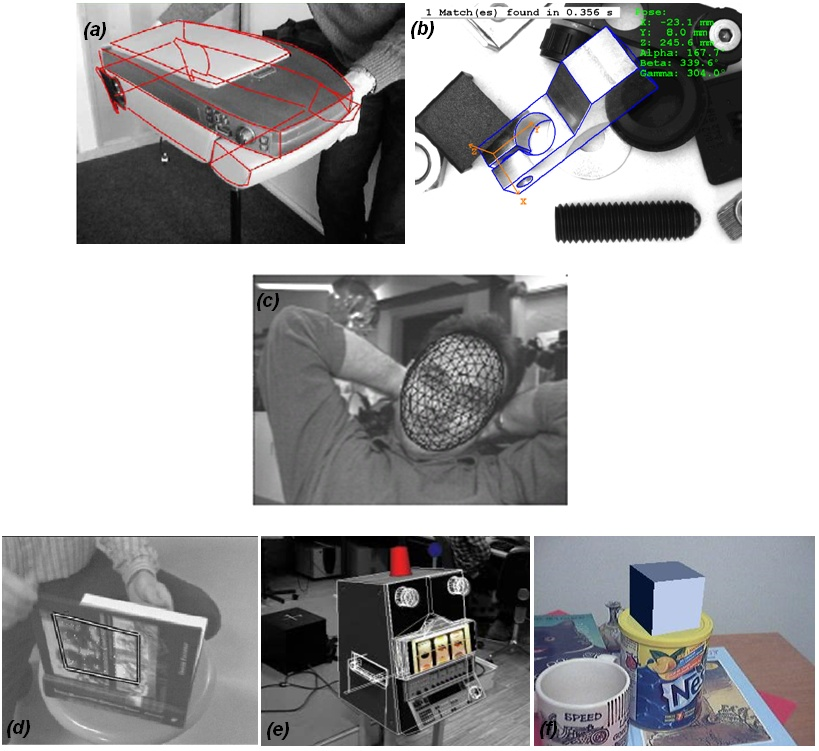 (a)
(b)
1 Match(es) found in 0.356 s
Pose:
X: -23.1 mm
Y: 8.0 mm
Z: 245.6 mm
Alpha: 167.7°
Beta: 339.6°
Gamma: 304.0°
Z
Y
X
(c)
(d)
(e)
(f)
SPEED
Nes